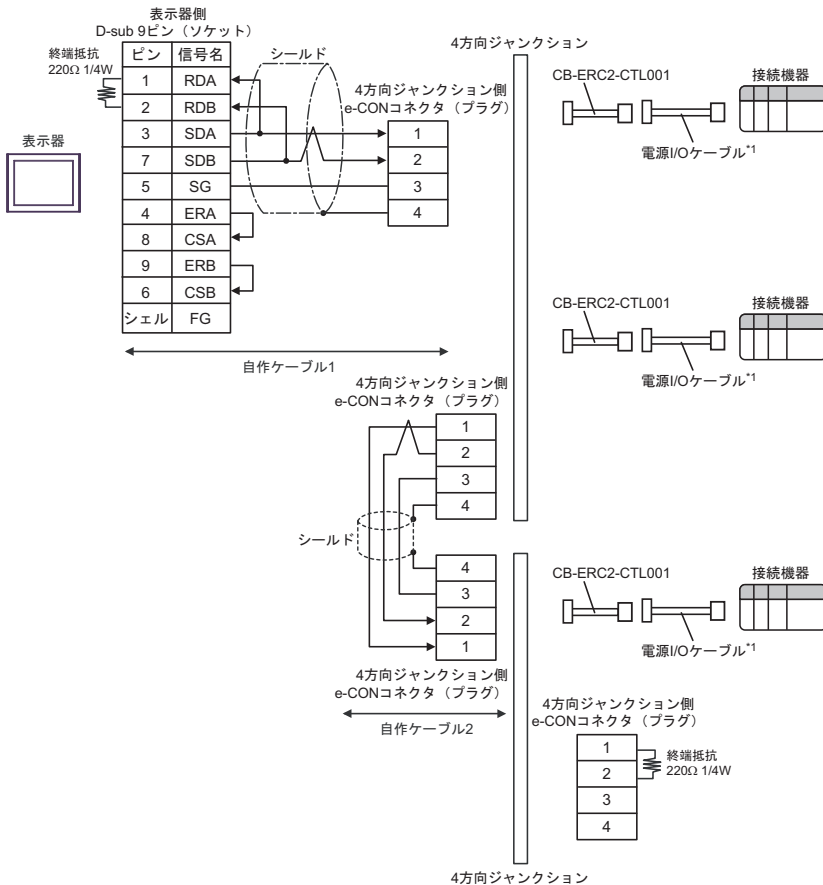 表示器側
D-sub 9ピン（ソケット）
終端抵抗
220Ω 1/4W
ピン 信号名
1 RDA
2 RDB
3 SDA
7 SDB
5 SG
4 ERA
8 CSA
9 ERB
6 CSB
シェル FG
表示器
シールド
4方向ジャンクション側
e-CONコネクタ（プラグ）
1
2
3
4
自作ケーブル1
4方向ジャンクション
CB-ERC2-CTL001
接続機器
電源I/Oケーブル*1
CB-ERC2-CTL001
接続機器
電源I/Oケーブル*1
4方向ジャンクション側
e-CONコネクタ（プラグ）
1
2
3
4
シールド
4
3
2
1
4方向ジャンクション側
e-CONコネクタ（プラグ）
自作ケーブル2
CB-ERC2-CTL001
接続機器
電源I/Oケーブル*1
4方向ジャンクション側
e-CONコネクタ（プラグ）
1
2
3
4
終端抵抗
220Ω 1/4W
4方向ジャンクション